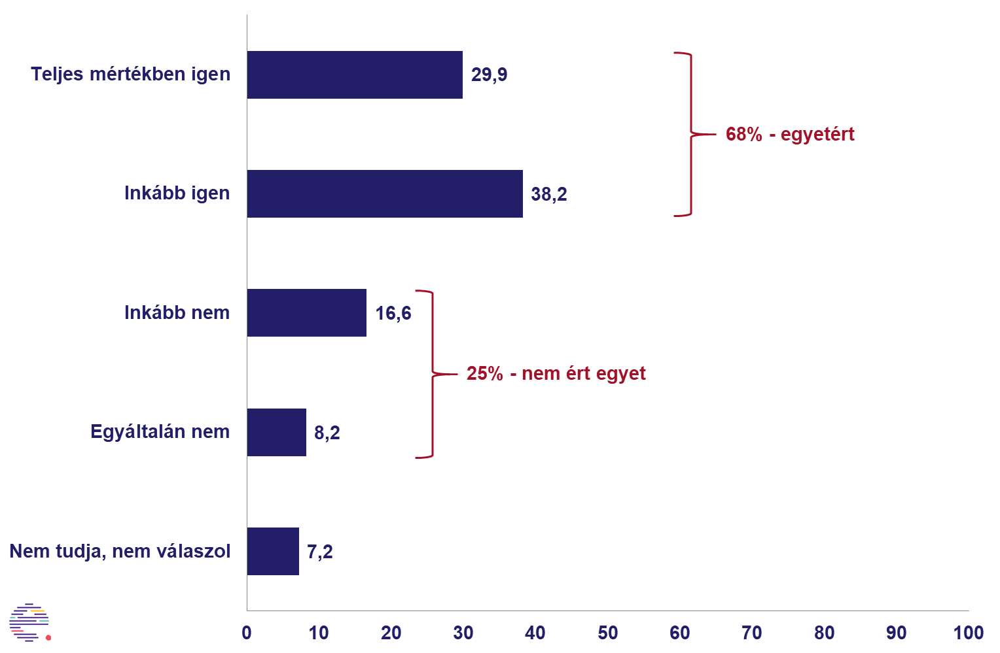 Teljes mértékben igen 29,9
68% - egyetért
Inkább igen 38,2
Inkább nem 16,6
25% - nem ért egyet
Egyáltalán nem 8,2
Nem tudja, nem válaszol 7,2
0 10 20 30 40 50 60 70 80 90 100